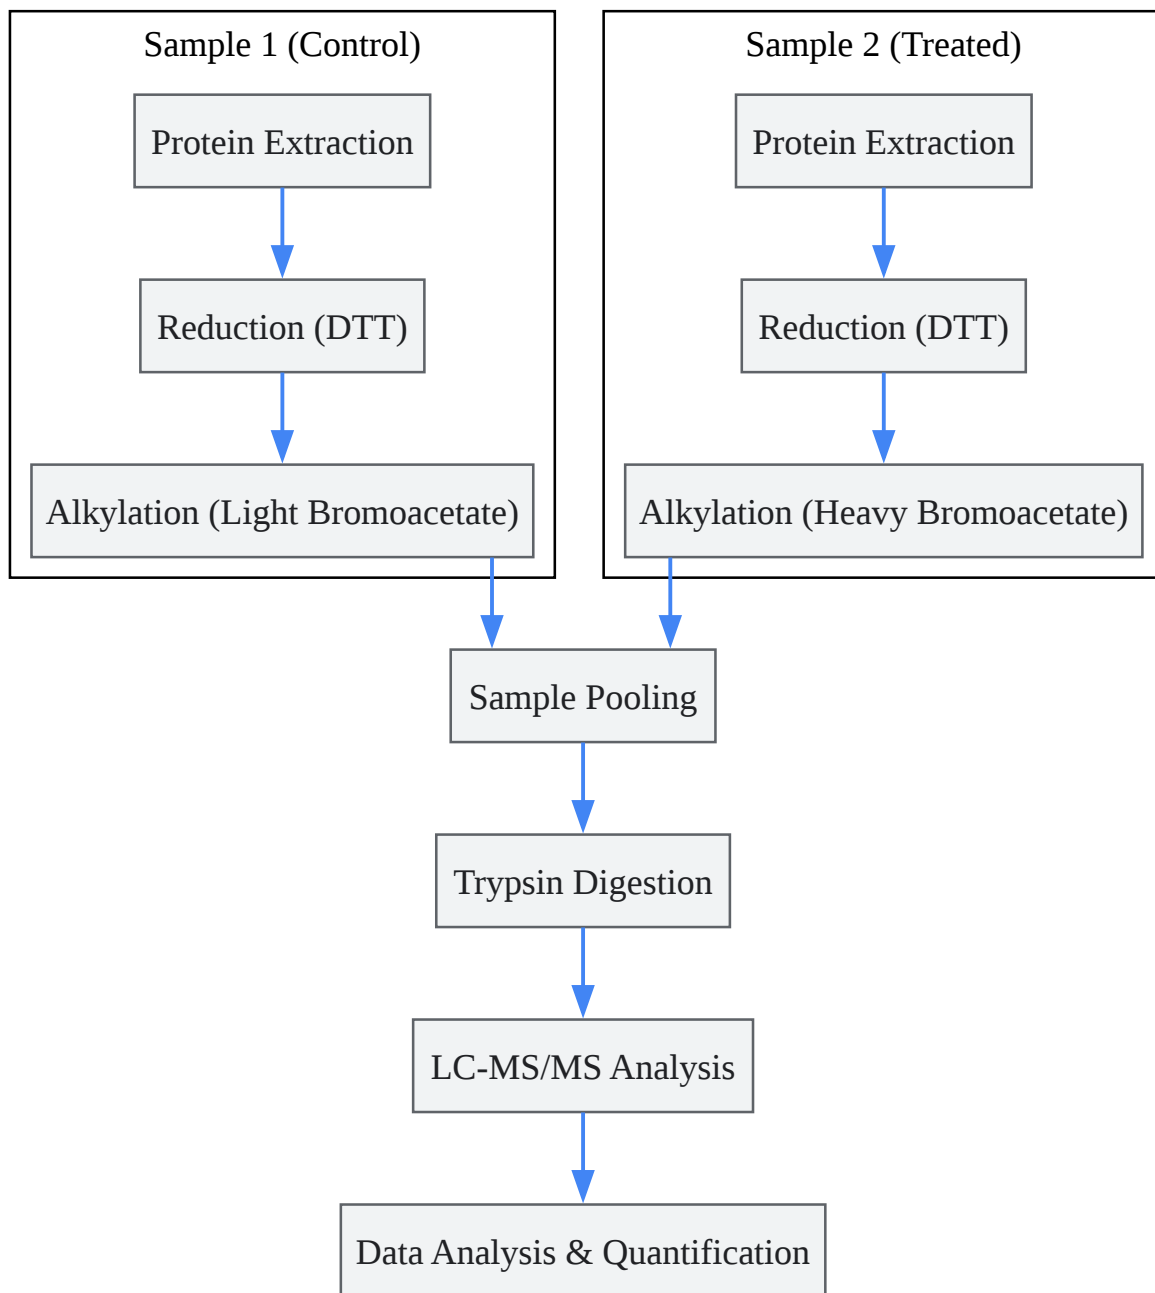 Sample 1 (Control)
Protein Extraction
Reduction (DTT)
Alkylation (Light Bromoacetate)
Sample 2 (Treated)
Protein Extraction
Reduction (DTT)
Alkylation (Heavy Bromoacetate)
Sample Pooling
Trypsin Digestion
LC-MS/MS Analysis
Data Analysis & Quantification